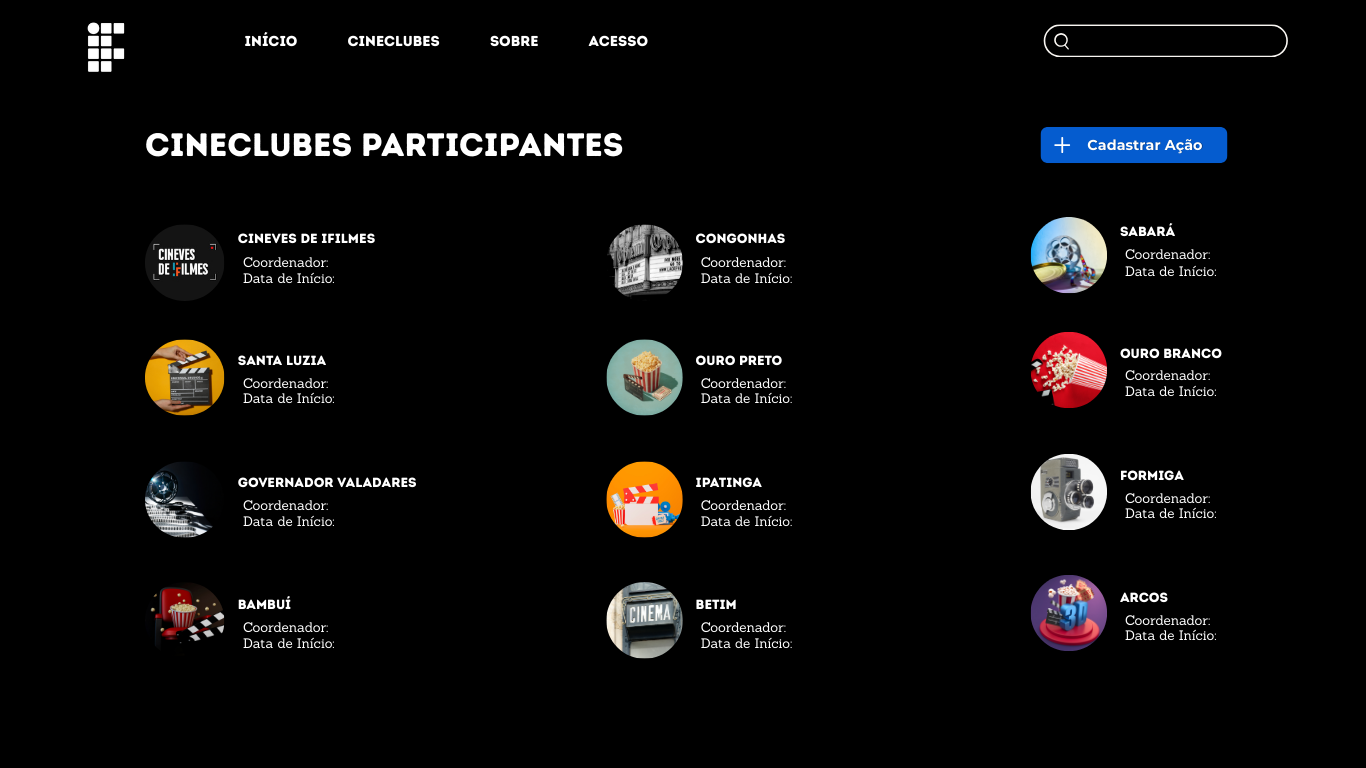 INÍCIO CINECLUBES SOBRE ACESSO
CINECLUBES PARTICIPANTES
Cadastrar Ação
CINEVES
DE IFILMES
CINEVES DE IFILMES
Coordenador:
Data de Início:
CONGONHAS
Coordenador:
Data de Início:
SABARÁ
Coordenador:
Data de Início:
SANTA LUZIA
Coordenador:
Data de Início:
OURO PRETO
Coordenador:
Data de Início:
OURO BRANCO
Coordenador:
Data de Início:
GOVERNADOR VALADARES
Coordenador:
Data de Início:
IPATINGA
Coordenador:
Data de Início:
FORMIGA
Coordenador:
Data de Início:
BAMBUÍ
Coordenador:
Data de Início:
CINEMA
BETIM
Coordenador:
Data de Início:
3D
ARCOS
Coordenador:
Data de Início: